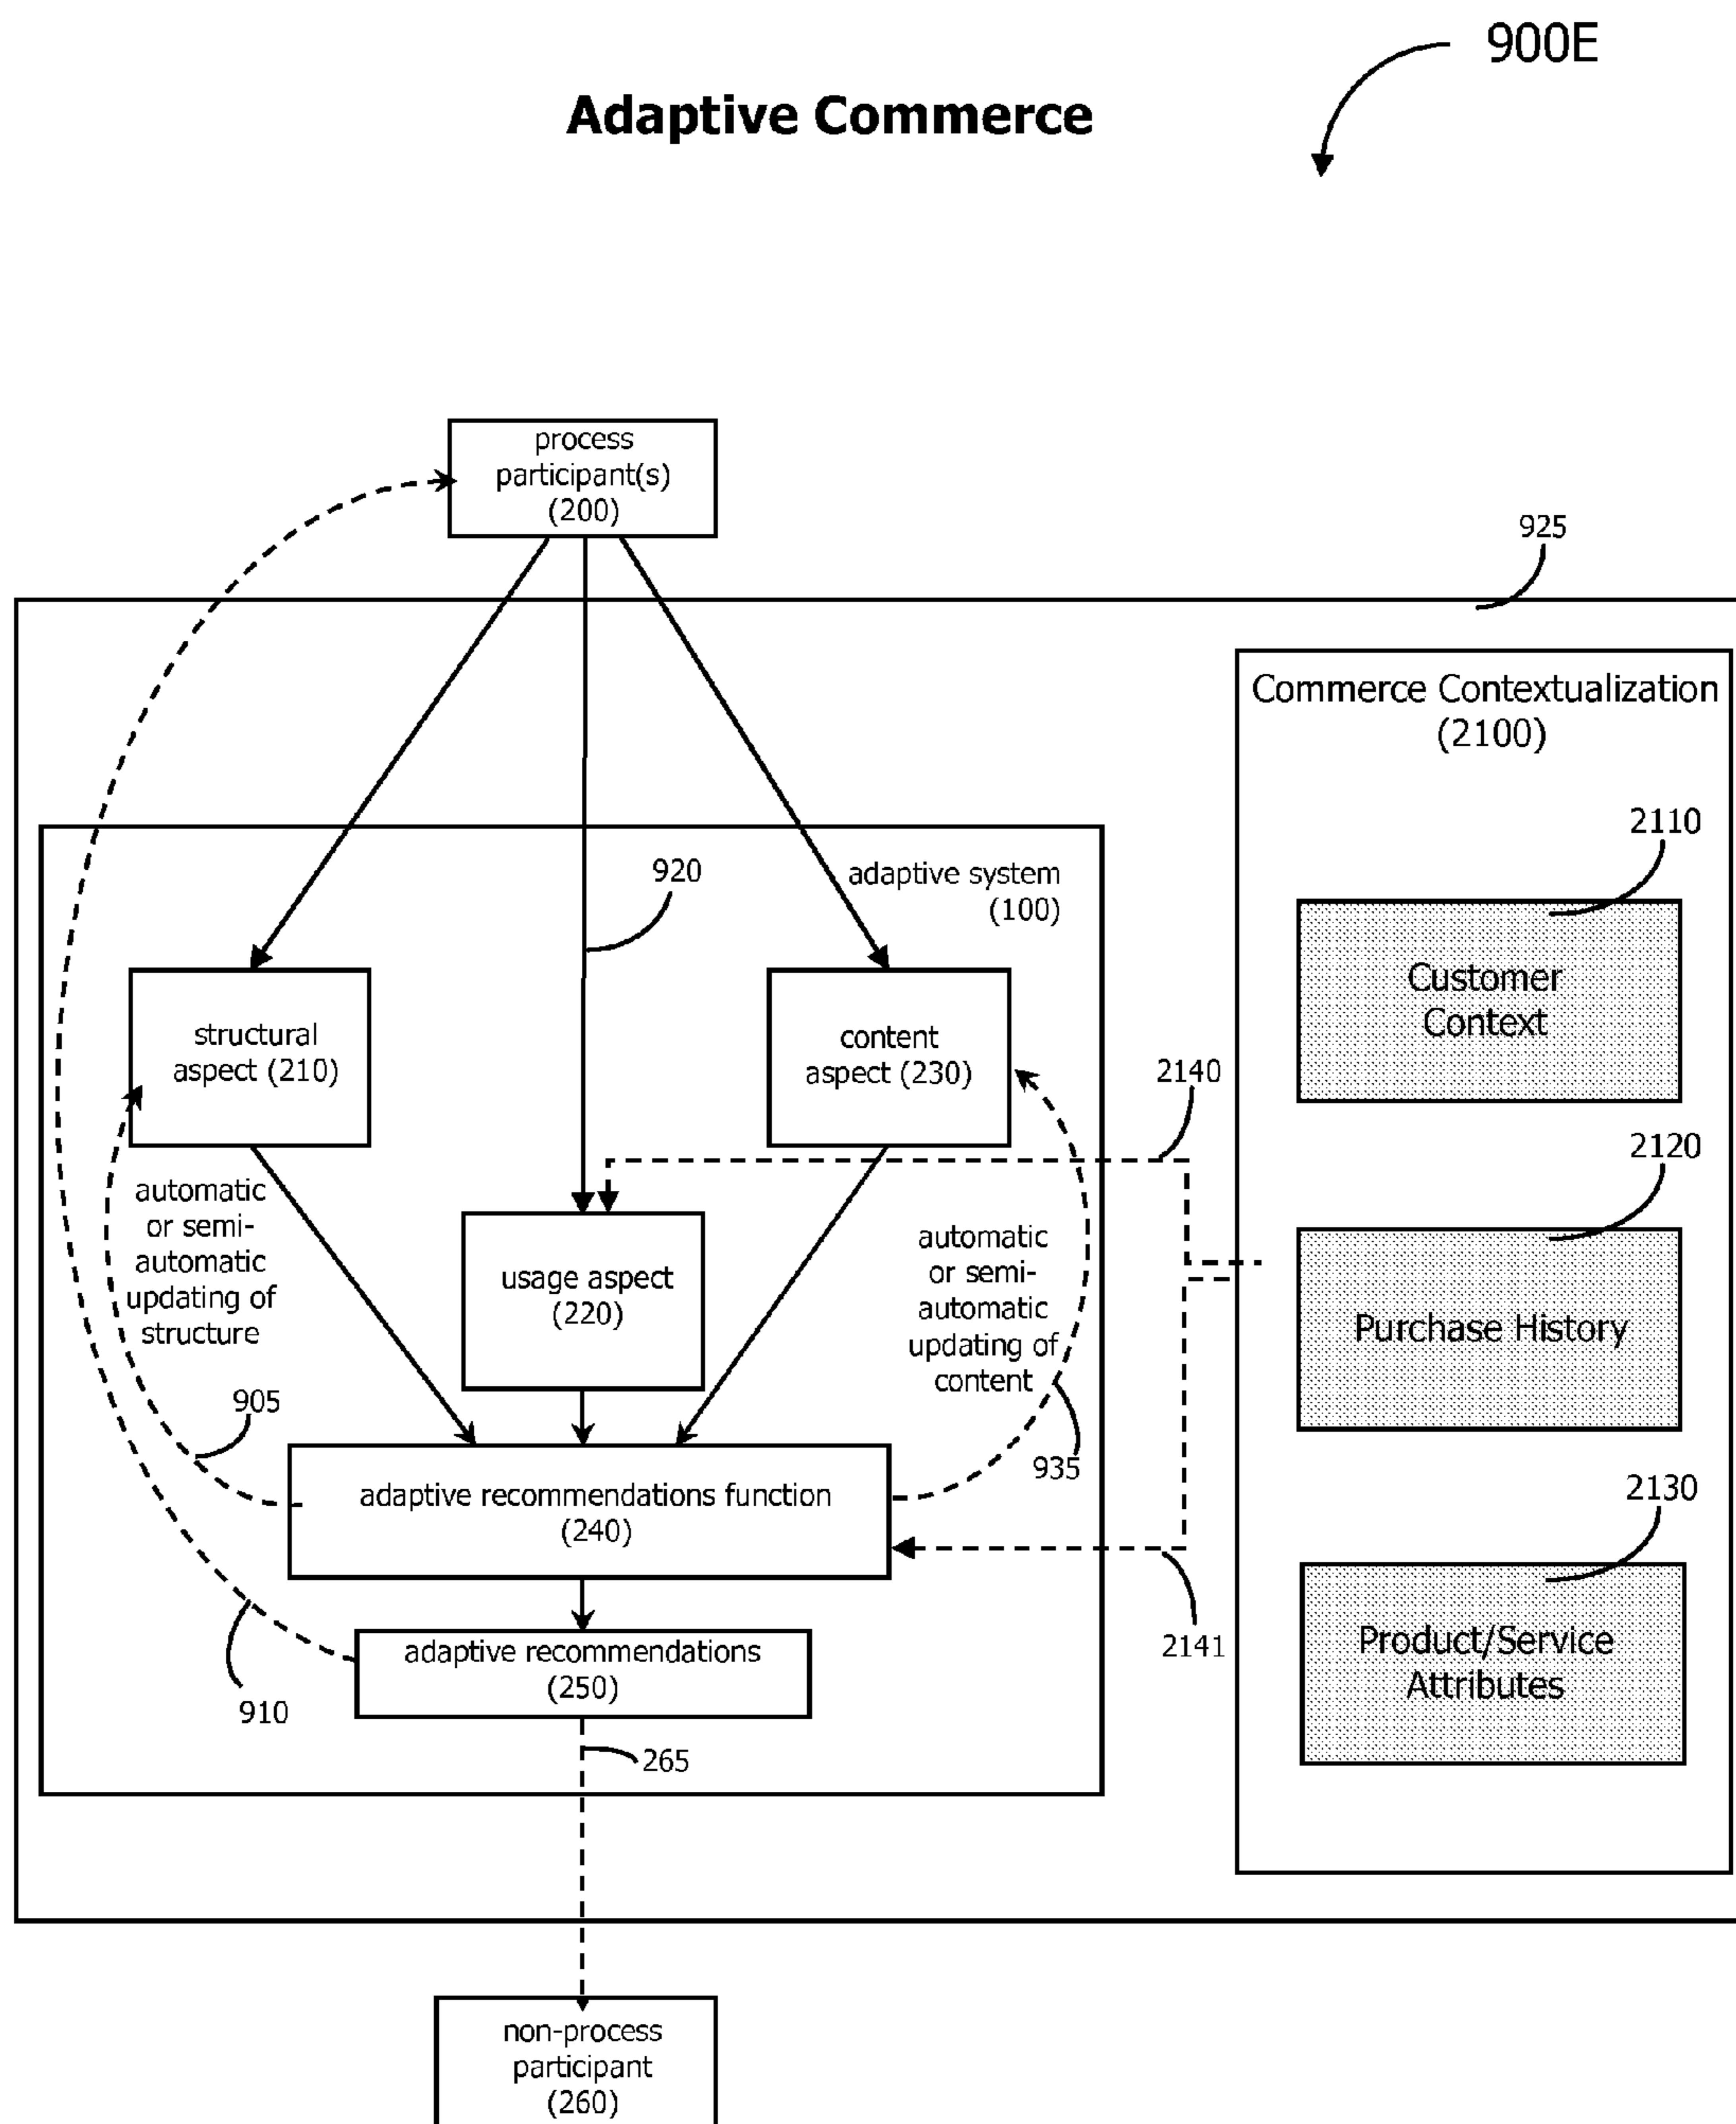 900E
Adaptive Commerce
process
participant(s)
(200)
925
Commerce Contextualization
(2100)
2110
920
adaptive system
(100)
Customer
Context
structural
aspect (210)
content
aspect (230)
2140
2120
automatic
or semi-
automatic
updating of
structure
usage aspect
(220)
automatic
or semi-
automatic
updating of
content
Purchase History
905
935
2130
adaptive recommendations function
(240)
2141
Product/Service
Attributes
adaptive recommendations
(250)
910
265
non-process
participant
(260)